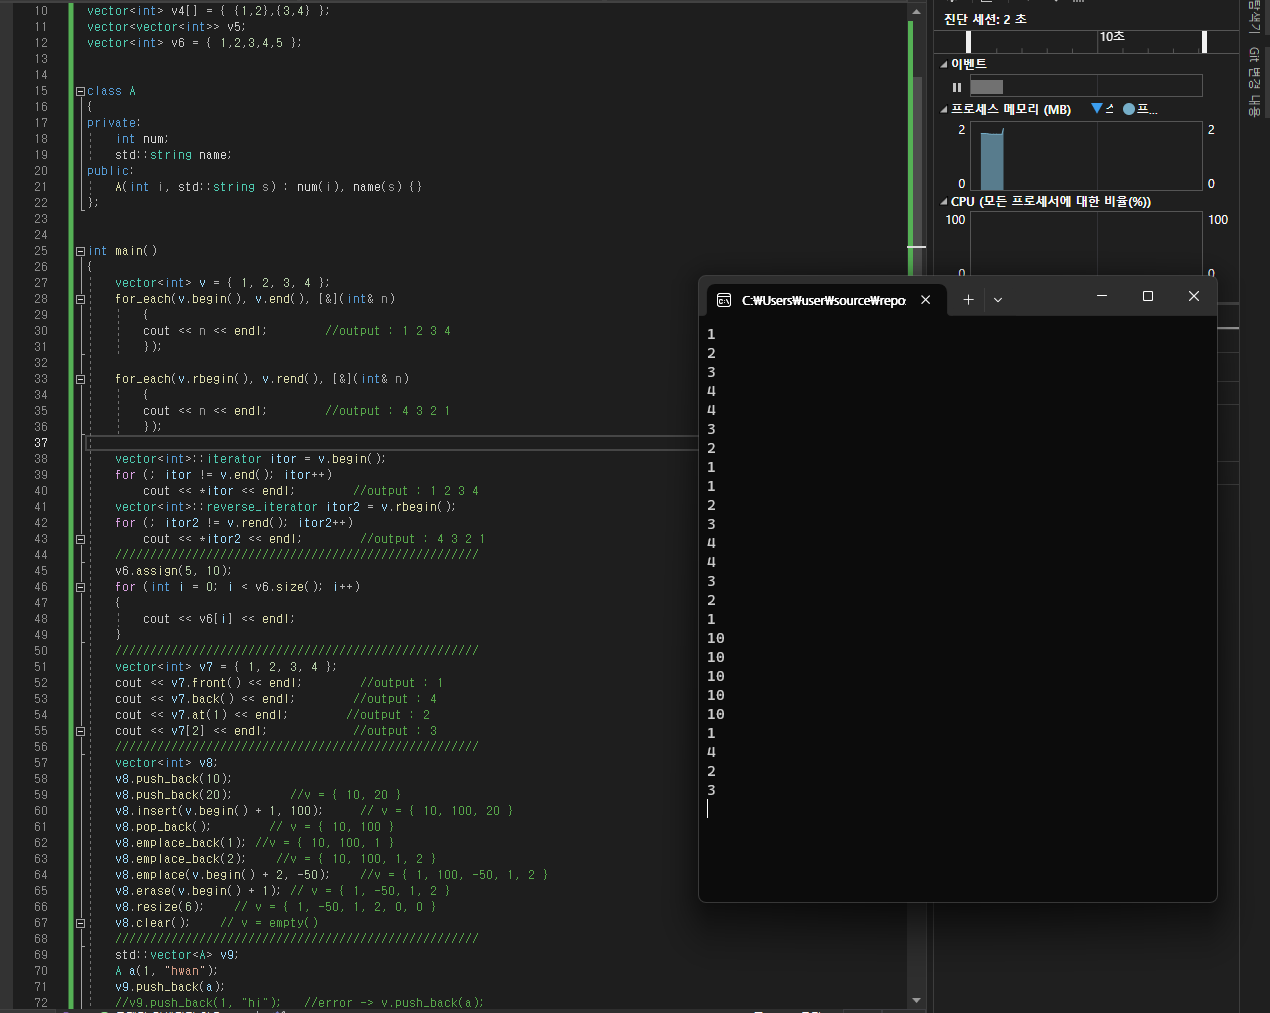 10 vector<int> v4[] = { {1,2},{3,4} };
11 vector<vector<int>> v5;
12 vector<int> v6 = { 1,2,3,4,5 };
13
14
15 class A
16 {
17 private:
18 int num;
19 std::string name;
20 public:
21 A(int i, std::string s) : num(i), name(s) {}
22 };
23
24
25 int main()
26 {
27 vector<int> v = { 1, 2, 3, 4 };
28 for_each(v.begin(), v.end(), [&](int& n)
29 {
30 cout << n << endl; //output : 1 2 3 4
31 });
32
33 for_each(v.rbegin(), v.rend(), [&](int& n)
34 {
35 cout << n << endl; //output : 4 3 2 1
36 });
37
38 vector<int>::iterator itor = v.begin();
39 for (; itor != v.end(); itor++)
40 cout << *itor << endl; //output : 1 2 3 4
41 vector<int>::reverse_iterator itor2 = v.rbegin();
42 for (; itor2 != v.rend(); itor2++)
43 cout << *itor2 << endl; //output : 4 3 2 1
44 ////////////////////////////////////////////////////
45 v6.assign(5, 10);
46 for (int i = 0; i < v6.size(); i++)
47 {
48 cout << v6[i] << endl;
49 }
50 ////////////////////////////////////////////////////
51 vector<int> v7 = { 1, 2, 3, 4 };
52 cout << v7.front() << endl; //output : 1
53 cout << v7.back() << endl; //output : 4
54 cout << v7.at(1) << endl; //output : 2
55 cout << v7[2] << endl; //output : 3
56 ////////////////////////////////////////////////////
57 vector<int> v8;
58 v8.push_back(10);
59 v8.push_back(20); //v = { 10, 20 }
60 v8.insert(v.begin() + 1, 100); // v = { 10, 100, 20 }
61 v8.pop_back(); // v = { 10, 100 }
62 v8.emplace_back(1); //v = { 10, 100, 1 }
63 v8.emplace_back(2); //v = { 10, 100, 1, 2 }
64 v8.emplace(v.begin() + 2, -50); //v = { 1, 100, -50, 1, 2 }
65 v8.erase(v.begin() + 1); // v = { 1, -50, 1, 2 }
66 v8.resize(6); // v = { 1, -50, 1, 2, 0, 0 }
67 v8.clear(); // v = empty()
68 ////////////////////////////////////////////////////
69 std::vector<A> v9;
70 A a(1, "hwan");
71 v9.push_back(a);
72 //v9.push_back(1, "hi"); //error -> v.push_back(a);
진단 세션: 2 초
10초
이벤트
프로세스 메모리 (MB) 스 프...
2 2
0 0
CPU (모든 프로세서에 대한 비율(%))
100 100
0 0
Git 변경 내용
C:₩Users₩user₩source₩repo
1
2
3
4
4
3
2
1
1
2
3
4
4
3
2
1
10
10
10
10
10
1
4
2
3